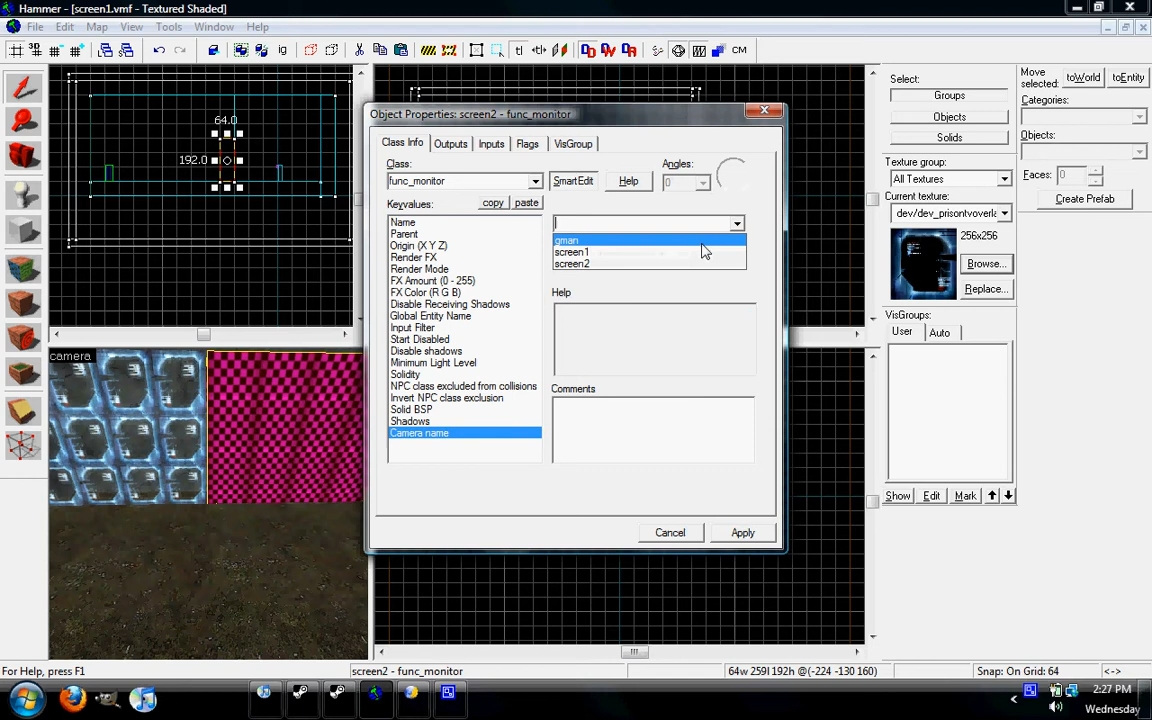 Hammer - [screen1.vmf - Textured Shaded]
File Edit Map View Tools Window Help
3D ig tl +tl+ CM
64.0
192.0
camera
Object Properties: screen2 - func_monitor
Class Info Outputs Inputs Flags VisGroup
Class:
func_monitor
SmartEdit
Help
Angles:
0
Keyvalues:
copy
paste
Name
Parent
Origin (X Y Z)
Render FX
Render Mode
FX Amount (0 - 255)
FX Color (R G B)
Disable Receiving Shadows
Global Entity Name
Input Filter
Start Disabled
Disable shadows
Minimum Light Level
Solidity
NPC class excluded from collisions
Invert NPC class exclusion
Solid BSP
Shadows
Camera name
gman
screen1
screen2
Help
Comments
Cancel
Apply
Select:
Groups
Objects
Solids
Texture group:
All Textures
Current texture:
dev/dev_prisontvoverla
256x256
Browse...
Replace...
VisGroups:
User Auto
Show Edit Mark
Move selected:
toWorld
toEntity
Categories:
Objects:
Faces: 0
Create Prefab
For Help, press F1
screen2 - func_monitor
64w 259l 192h @(-224 -130 160)
Snap: On Grid: 64
<->
2:27 PM
Wednesday